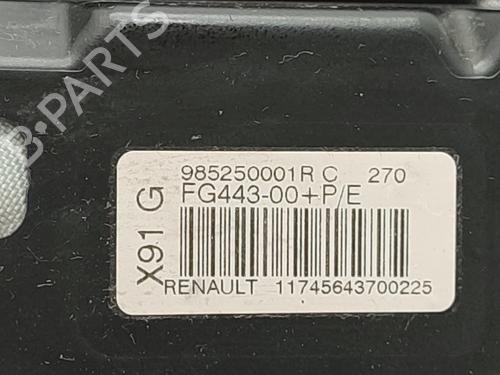 B-PARTS
985250001R C 270
FG443-00+P/E
X91 G
RENAULT 11745643700225